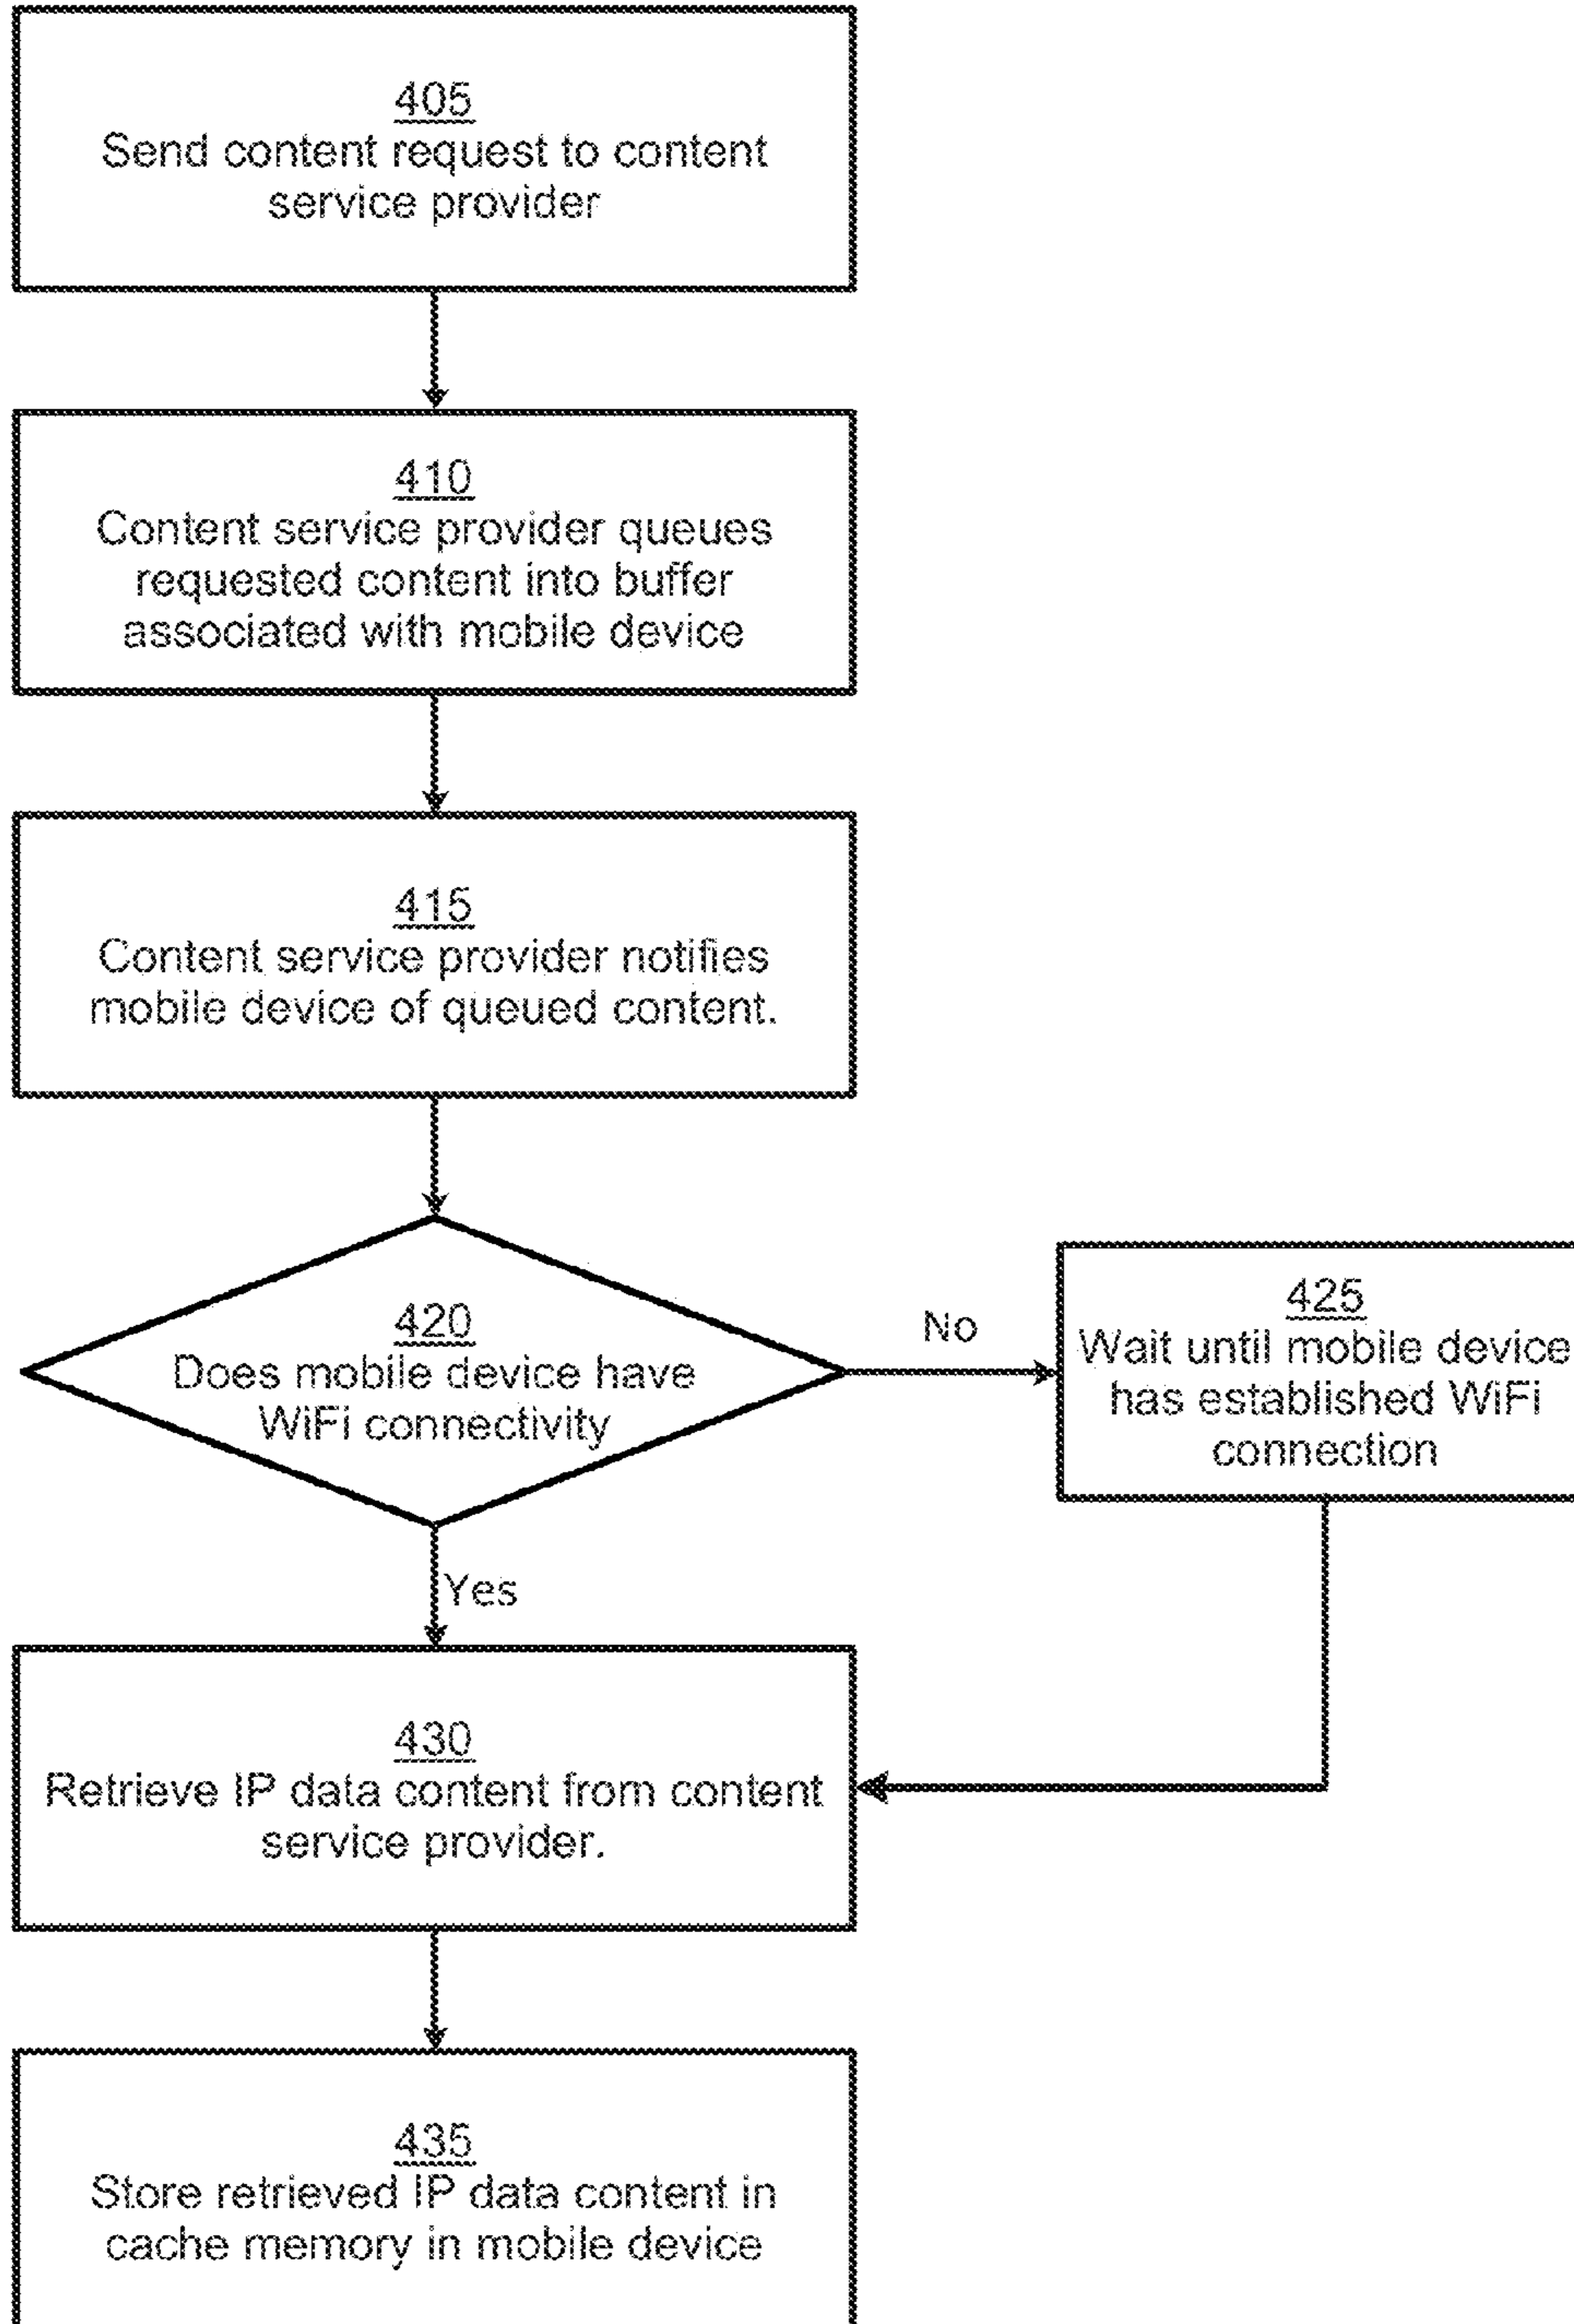 405
Send content request to content
service provider
410
Content service provider queues
requested content into buffer
associated with mobile device
415
Content service provider notifies
mobile device of queued content.
420
Does mobile device have
WiFi connectivity
No
425
Wait until mobile device
has established WiFi
connection
Yes
430
Retrieve IP data content from content
service provider.
435
Store retrieved IP data content in
cache memory in mobile device